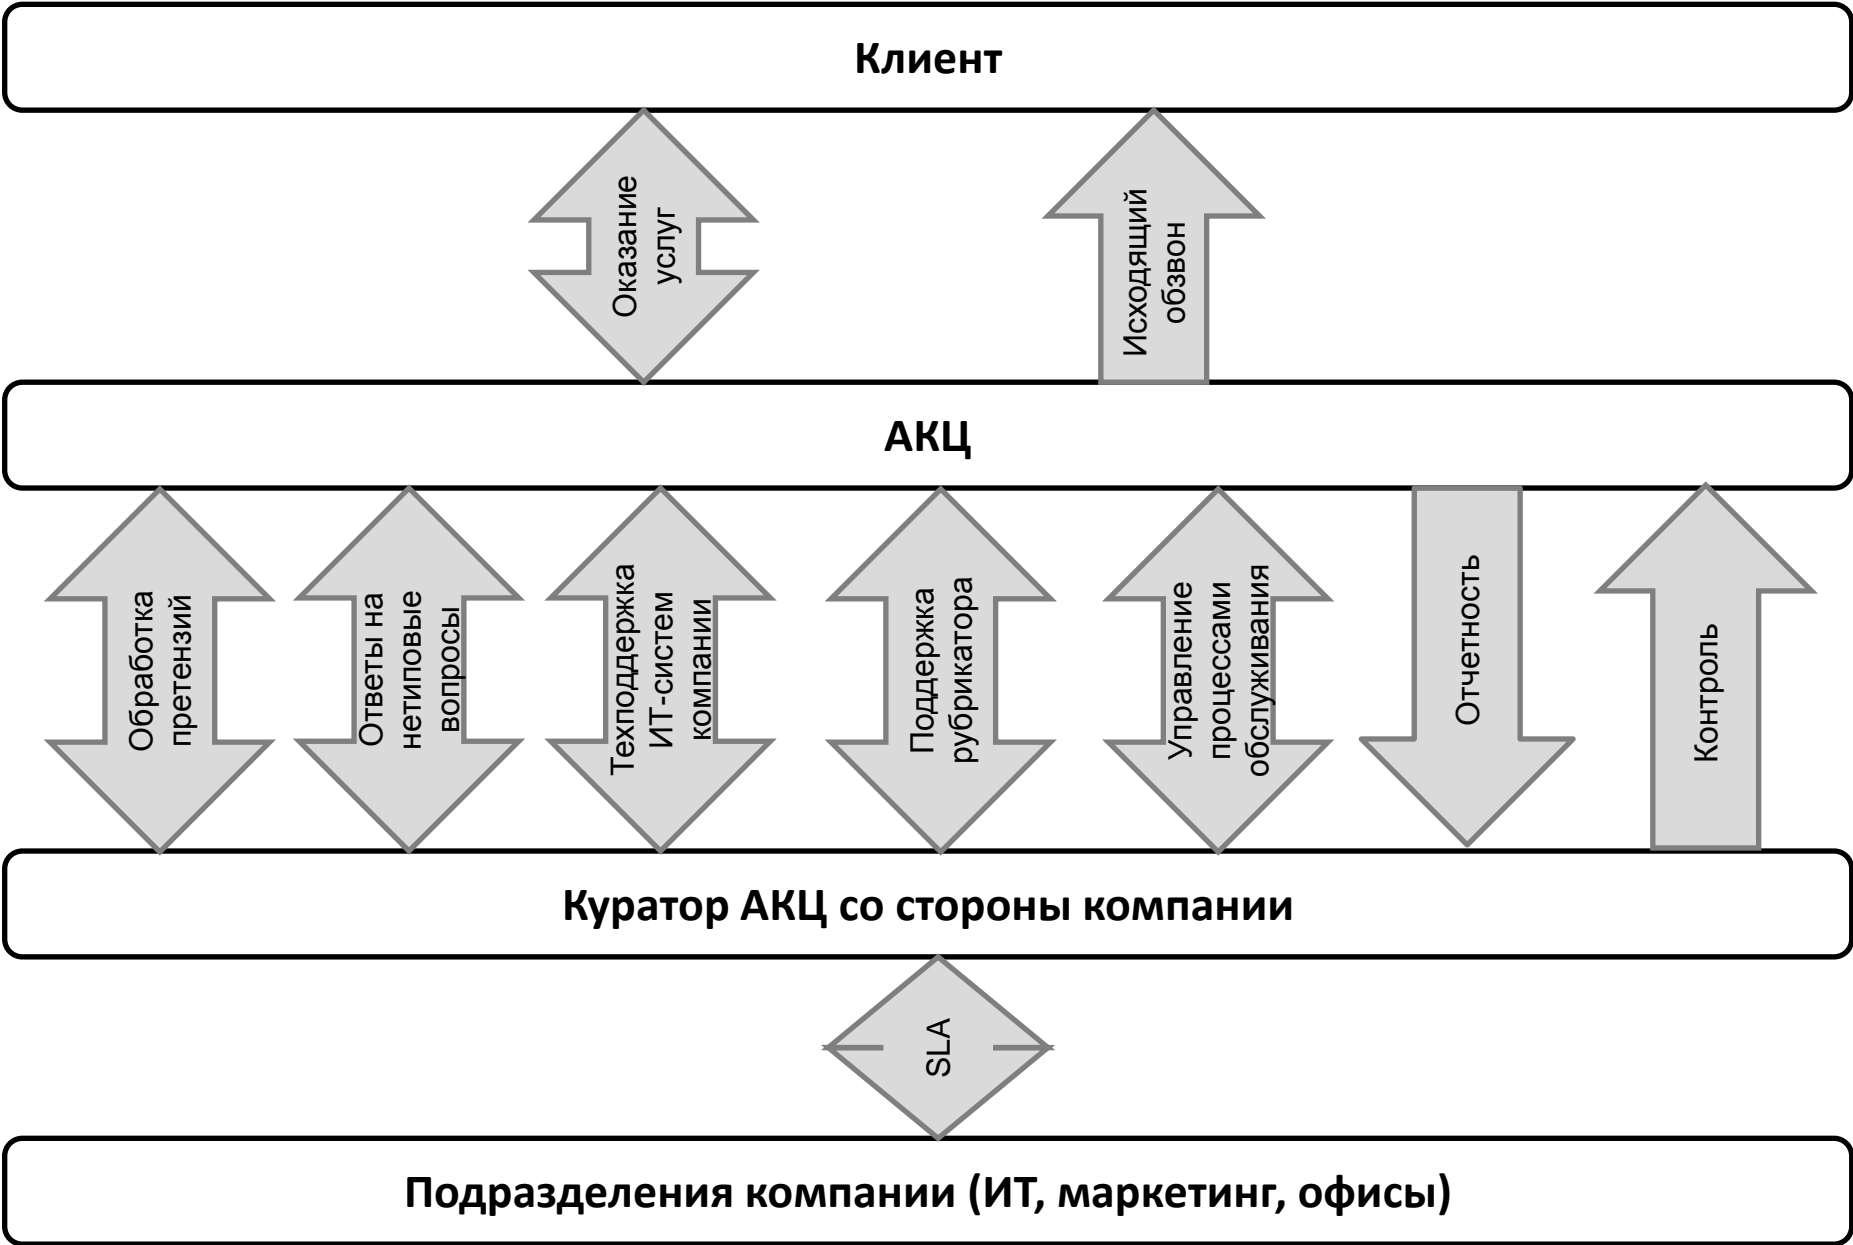 Клиент
Оказание
услуг
Исходящий
обзвон
АКЦ
Обработка
претензий
Ответы на
нетиповые
вопросы
Техподдержка
ИТ-систем
компании
Поддержка
рубрикатора
Управление
процессами
обслуживания
Отчетность
Контроль
Куратор АКЦ со стороны компании
SLA
Подразделения компании (ИТ, маркетинг, офисы)